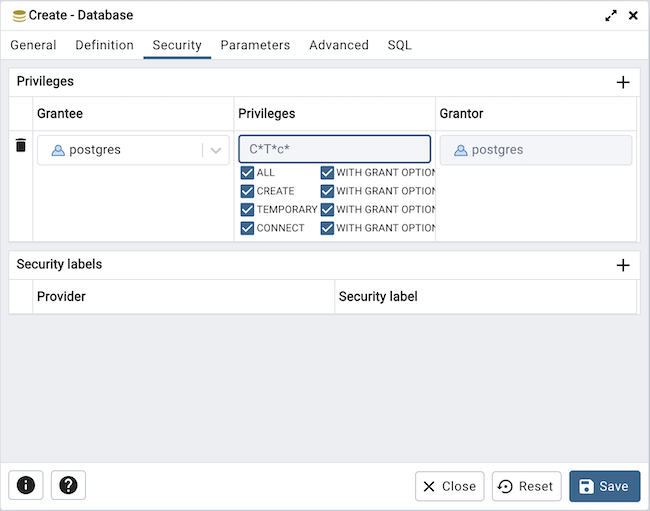 Create - Database
General Definition Security Parameters Advanced SQL
Privileges
Grantee Privileges Grantor
postgres C*T*c* postgres
ALL WITH GRANT OPTION
CREATE WITH GRANT OPTION
TEMPORARY WITH GRANT OPTION
CONNECT WITH GRANT OPTION
Security labels
Provider Security label
Close Reset Save